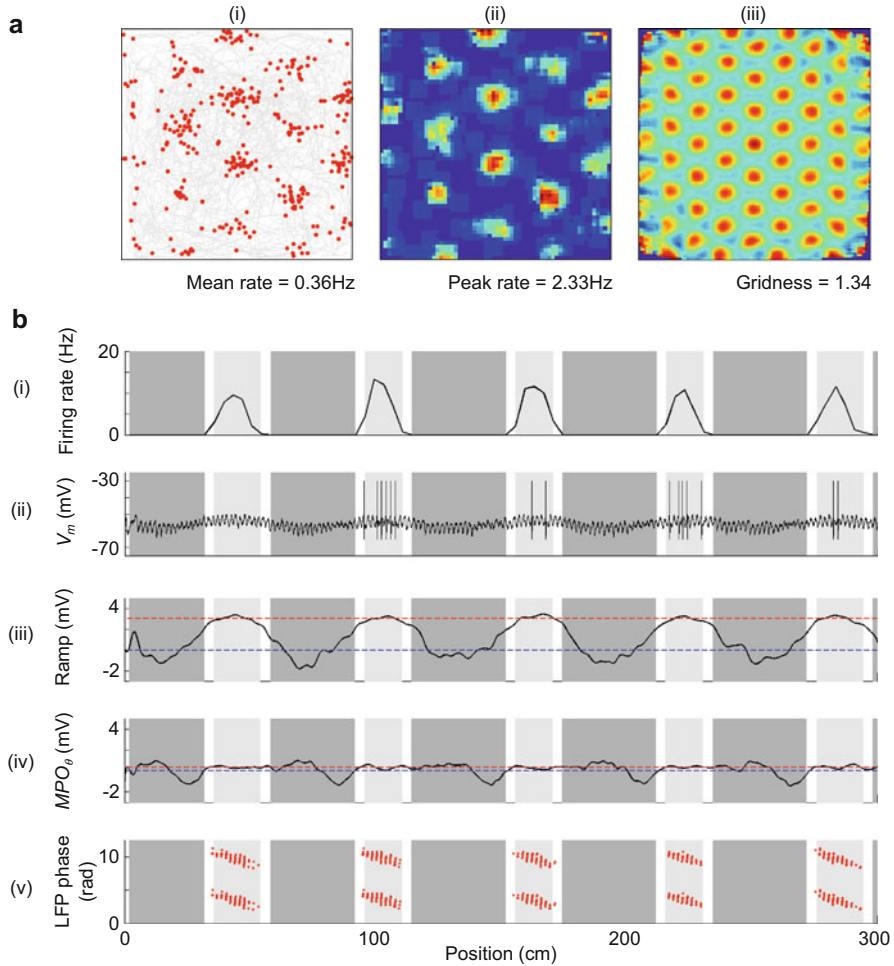 a
(i)
(ii)
(iii)
Mean rate = 0.36Hz
Peak rate = 2.33Hz
Gridness = 1.34
b
(i)
Firing rate (Hz)
20
0
(ii)
V_m (mV)
-30
-70
(iii)
Ramp (mV)
4
-2
(iv)
MPO_θ (mV)
4
-2
(v)
LFP phase
(rad)
10
0
0
100
200
300
Position (cm)